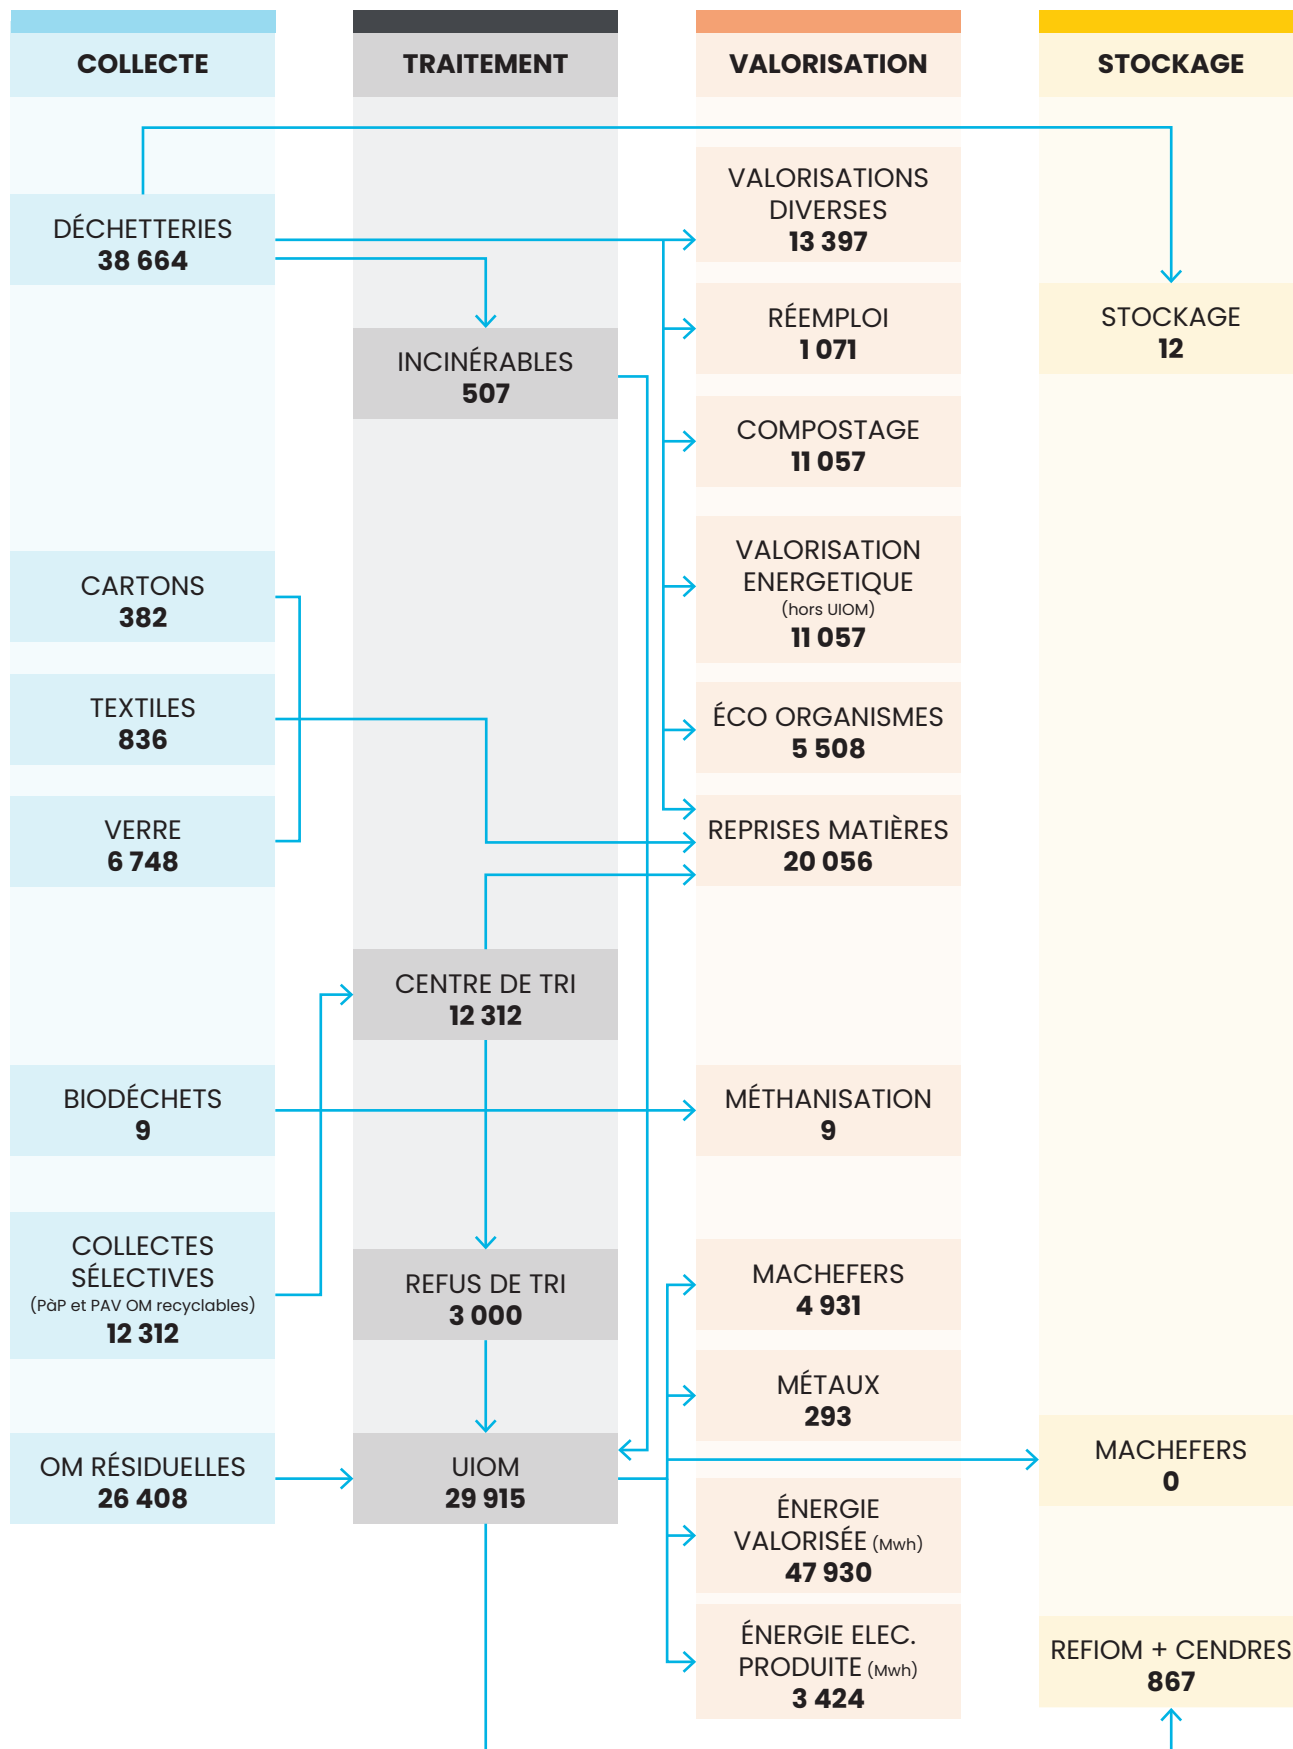 COLLECTE
DÉCHETTERIES
38 664
CARTONS
382
TEXTILES
836
VERRE
6 748
BIODÉCHETS
9
COLLECTES
SÉLECTIVES
(PàP et PAV OM recyclables)
12 312
OM RÉSIDUELLES
26 408
TRAITEMENT
INCINÉRABLES
507
CENTRE DE TRI
12 312
REFUS DE TRI
3 000
UIOM
29 915
VALORISATION
VALORISATIONS
DIVERSES
13 397
RÉEMPLOI
1 071
COMPOSTAGE
11 057
VALORISATION
ENERGETIQUE
(hors UIOM)
11 057
ÉCO ORGANISMES
5 508
REPRISES MATIÈRES
20 056
MÉTHANISATION
9
MACHEFERS
4 931
MÉTAUX
293
ÉNERGIE
VALORISÉE (Mwh)
47 930
ÉNERGIE ELEC.
PRODUITE (Mwh)
3 424
STOCKAGE
STOCKAGE
12
MACHEFERS
0
REFIOM + CENDRES
867